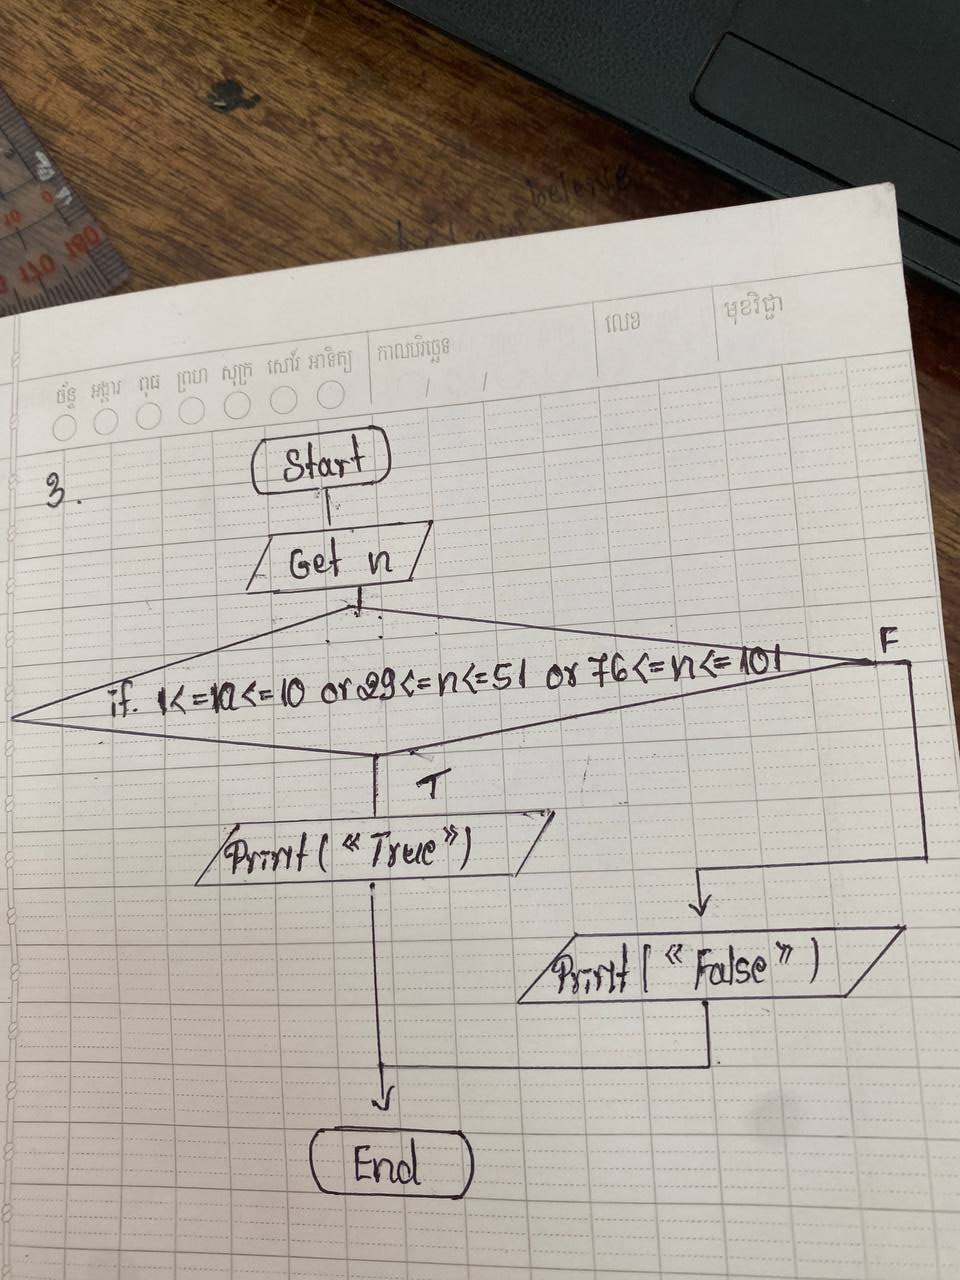 beleive
ច័ន្ទ អង្គារ ពុធ ព្រហ សុក្រ សៅរ៍ អាទិត្យ
កាលបរិច្ឆេទ
/ /
លេខ
មុខវិជ្ជា
3.
Start
Get n
if. 1<=n<=10 or 29<=n<=51 or 76<=n<=101
F
T
Print("True")
Print("False")
End